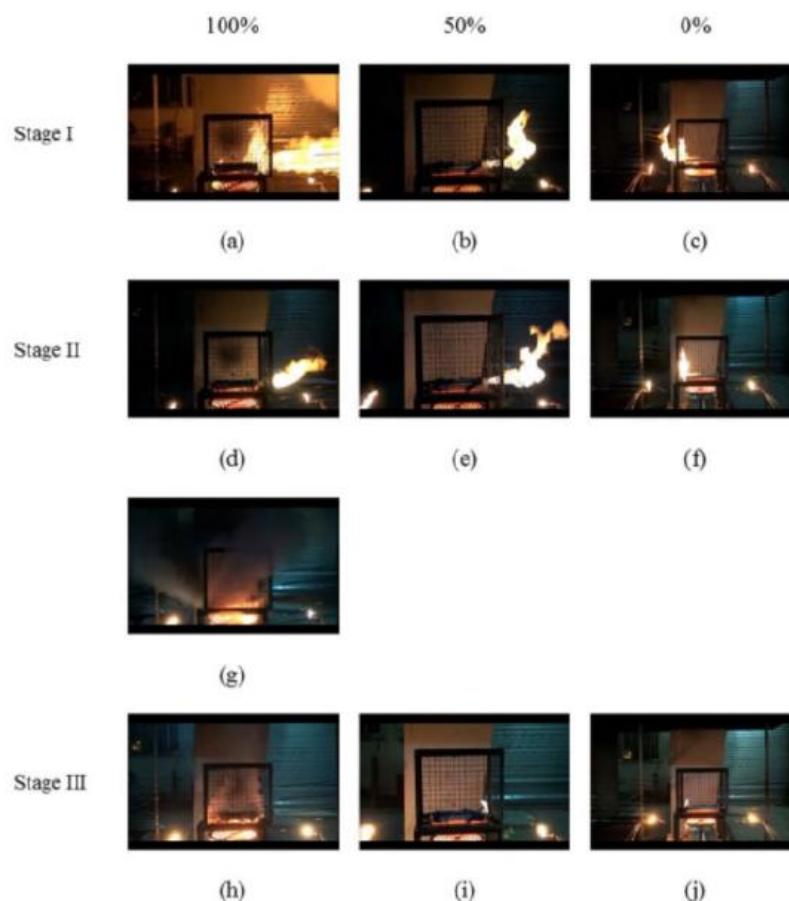 100% 50% 0%
Stage I
(a) (b) (c)
Stage II
(d) (e) (f)
(g)
Stage III
(h) (i) (j)